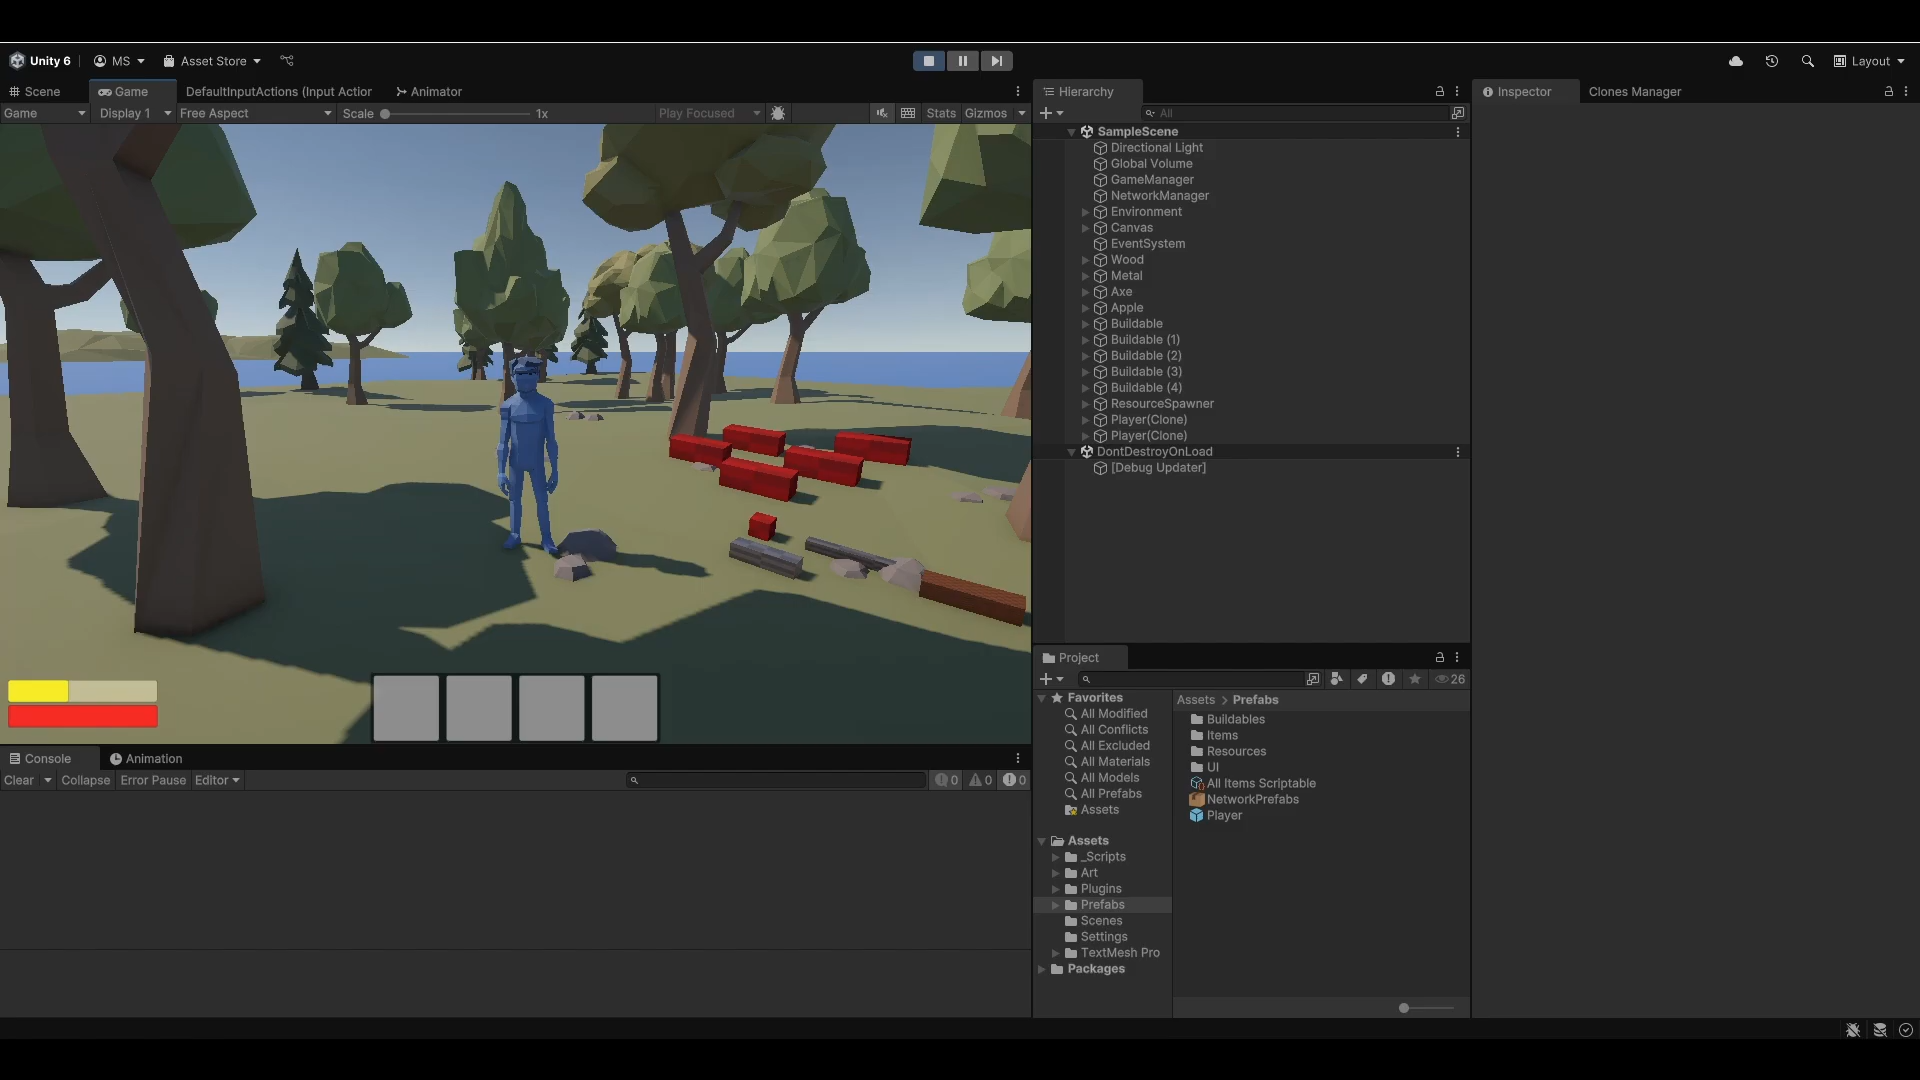 Unity 6
MS
Asset Store
Layout
Scene
Game
DefaultInputActions (Input Action
Animator
Hierarchy
Inspector
Clones Manager
Game
Display 1
Free Aspect
Scale
1x
Play Focused
Stats
Gizmos
All
SampleScene
Directional Light
Global Volume
GameManager
NetworkManager
Environment
Canvas
EventSystem
Wood
Metal
Axe
Apple
Buildable
Buildable (1)
Buildable (2)
Buildable (3)
Buildable (4)
ResourceSpawner
Player(Clone)
Player(Clone)
DontDestroyOnLoad
[Debug Updater]
Project
26
Favorites
All Modified
All Conflicts
All Excluded
All Materials
All Models
All Prefabs
Assets
Assets
_Scripts
Art
Plugins
Prefabs
Scenes
Settings
TextMesh Pro
Packages
Assets > Prefabs
Buildables
Items
Resources
UI
All Items Scriptable
NetworkPrefabs
Player
Console
Animation
Clear
Collapse
Error Pause
Editor
0
0
0